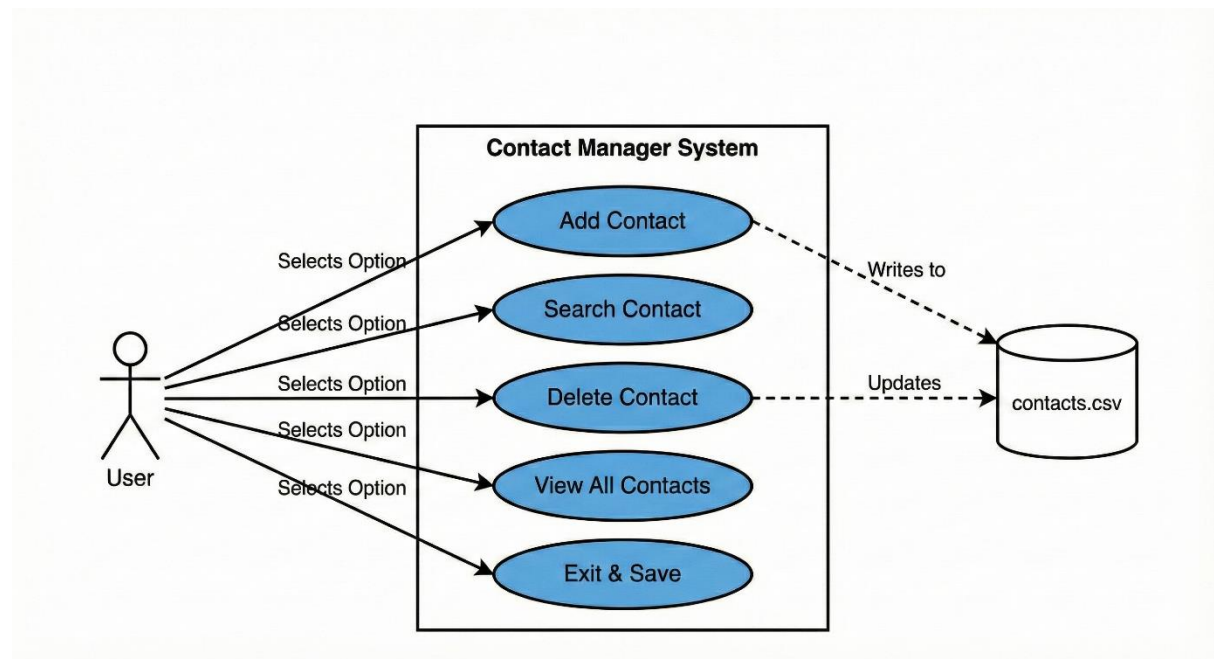 Contact Manager System
Add Contact
Selects Option
Writes to
Search Contact
Selects Option
Delete Contact
Selects Option
Updates
contacts.csv
Selects Option
View All Contacts
User
Selects Option
Exit & Save